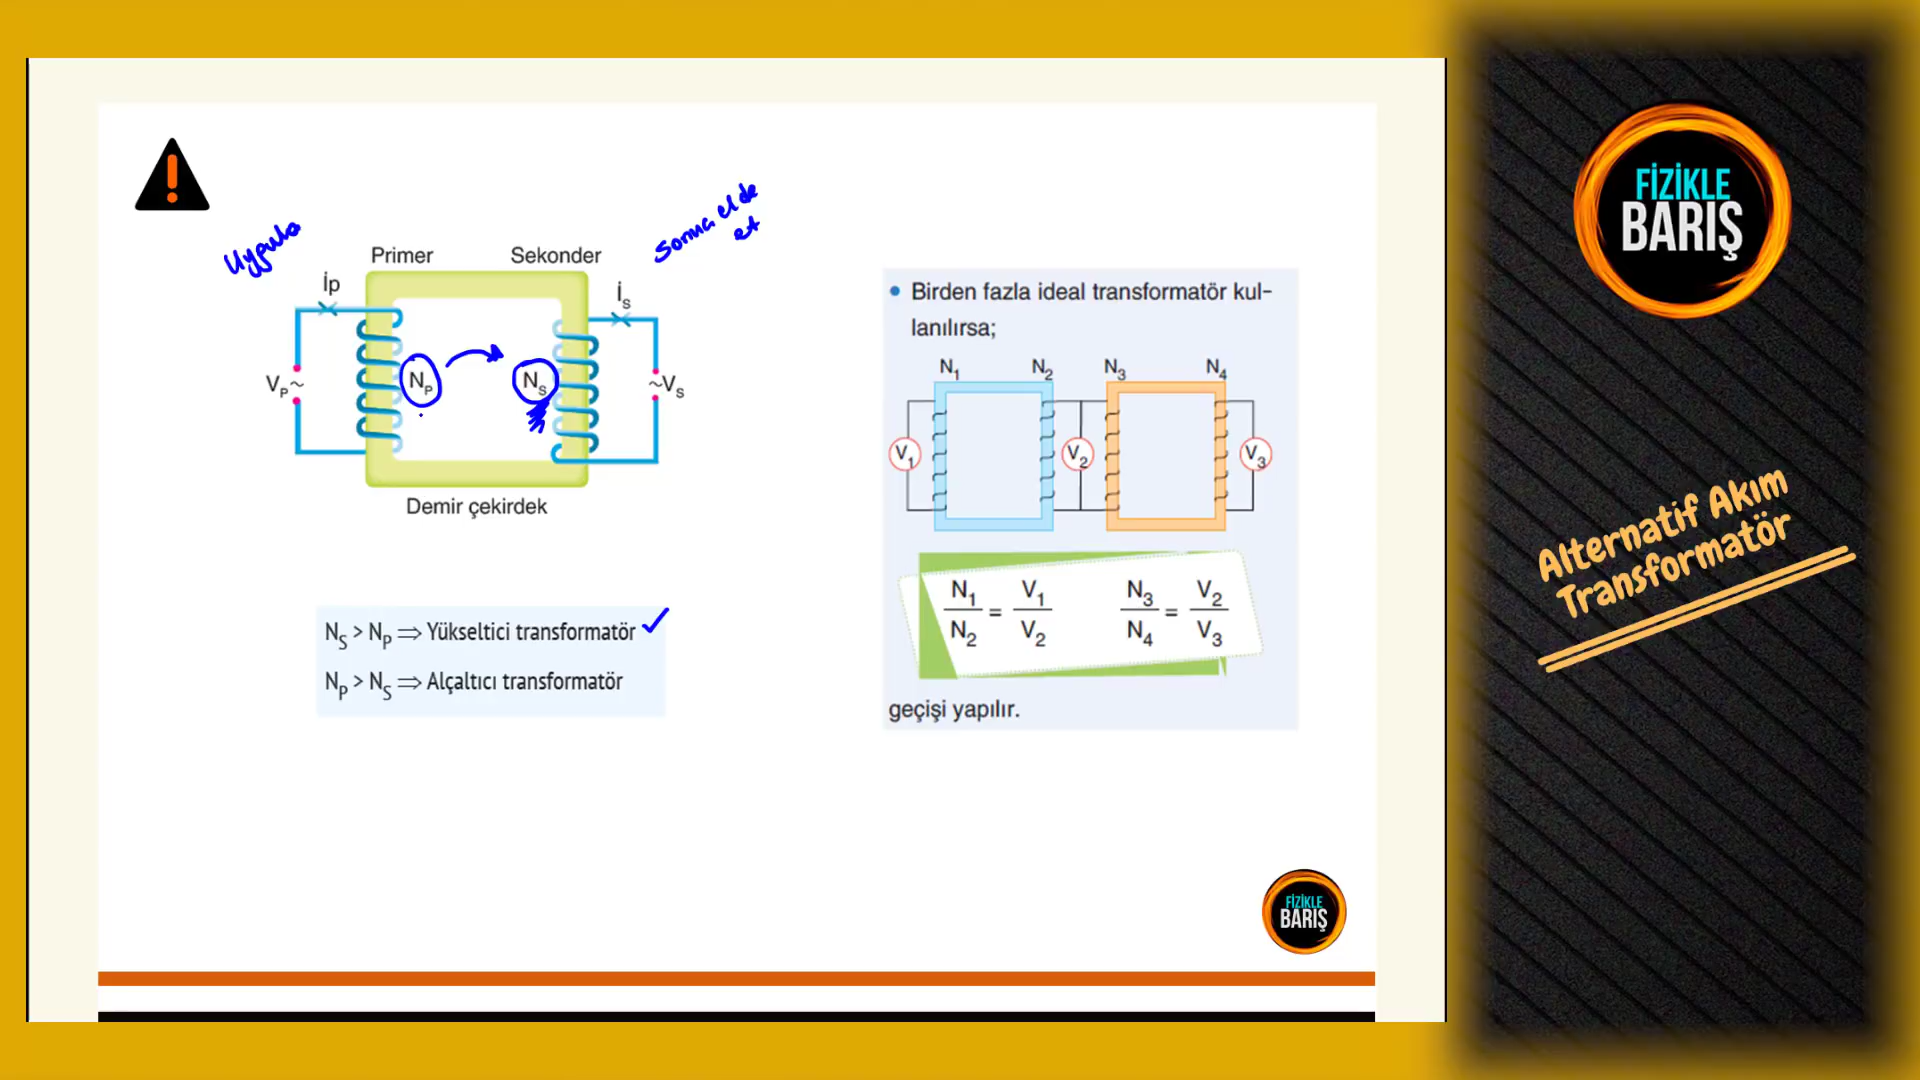 Uygula
Sonra elde
et
Primer
Sekonder
İp
İs
VP~
NP
NS
~VS
Demir çekirdek
NS > NP ⟹ Yükseltici transformatör
NP > NS ⟹ Alçaltıcı transformatör
• Birden fazla ideal transformatör kul-
lanılırsa;
N1 N2 N3 N4
V1 V2 V3
N1/N2 = V1/V2 N3/N4 = V2/V3
geçişi yapılır.
FİZİKLE
BARIŞ
FİZİKLE
BARIŞ
Alternatif Akım
Transformatör